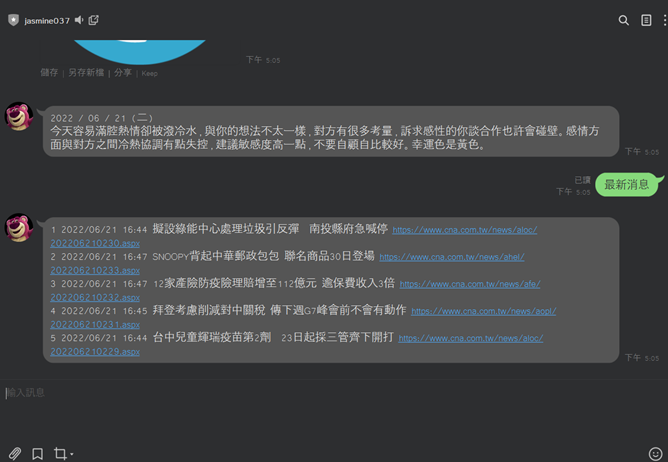 jasmine037
儲存 | 另存新檔 | 分享 | Keep
下午 5:05
2022 / 06 / 21 (二)
今天容易滿腔熱情卻被潑冷水，與你的想法不太一樣，對方有很多考量，訴求感性的你談合作也許會碰壁。感情方
面與對方之間冷熱協調有點失控，建議敏感度高一點，不要自顧自比較好。幸運色是黃色。
下午 5:05
已讀
下午 5:05
最新消息
1 2022/06/21 16:44 擬設綠能中心處理垃圾引反彈　南投縣府急喊停 https://www.cna.com.tw/news/aloc/
202206210230.aspx
2 2022/06/21 16:47 SNOOPY背起中華郵政包包 聯名商品30日登場 https://www.cna.com.tw/news/ahel/
202206210233.aspx
3 2022/06/21 16:47 12家產險防疫險理賠增至112億元 逾保費收入3倍 https://www.cna.com.tw/news/afe/
202206210232.aspx
4 2022/06/21 16:45 拜登考慮削減對中關稅 傳下週G7峰會前不會有動作 https://www.cna.com.tw/news/aopl/
202206210231.aspx
5 2022/06/21 16:44 台中兒童輝瑞疫苗第2劑　23日起採三管齊下開打 https://www.cna.com.tw/news/aloc/
202206210229.aspx
下午 5:05
輸入訊息